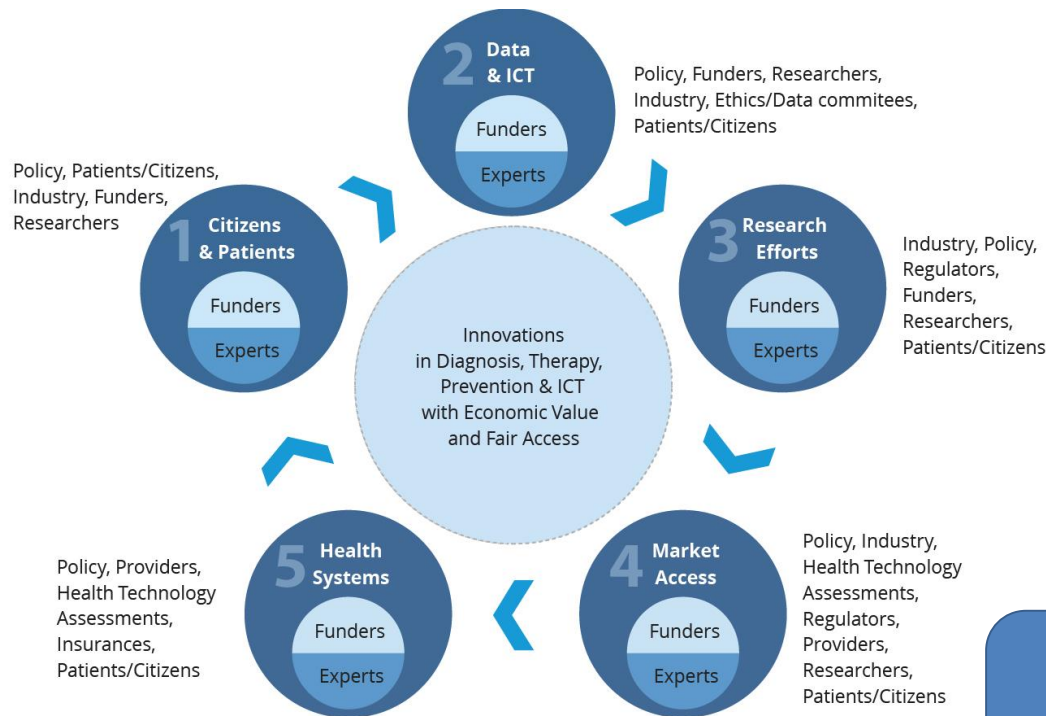 2
Data
& ICT
Funders
Experts
Policy, Funders, Researchers,
Industry, Ethics/Data commitees,
Patients/Citizens
Policy, Patients/Citizens,
Industry, Funders,
Researchers
1
Citizens
& Patients
Funders
Experts
3
Research
Efforts
Funders
Experts
Industry, Policy,
Regulators,
Funders,
Researchers,
Patients/Citizens
Innovations
in Diagnosis, Therapy,
Prevention & ICT
with Economic Value
and Fair Access
Policy, Providers,
Health Technology
Assessments,
Insurances,
Patients/Citizens
5
Health
Systems
Funders
Experts
4
Market
Access
Funders
Experts
Policy, Industry,
Health Technology
Assessments,
Regulators,
Providers,
Researchers,
Patients/Citizens